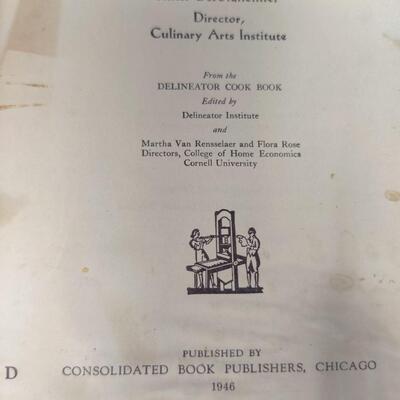 Director,
Culinary Arts Institute
From the
DELINEATOR COOK BOOK
Edited by
Delineator Institute
and
Martha Van Rensselaer and Flora Rose
Directors, College of Home Economics
Cornell University
PUBLISHED BY
D CONSOLIDATED BOOK PUBLISHERS, CHICAGO
1946